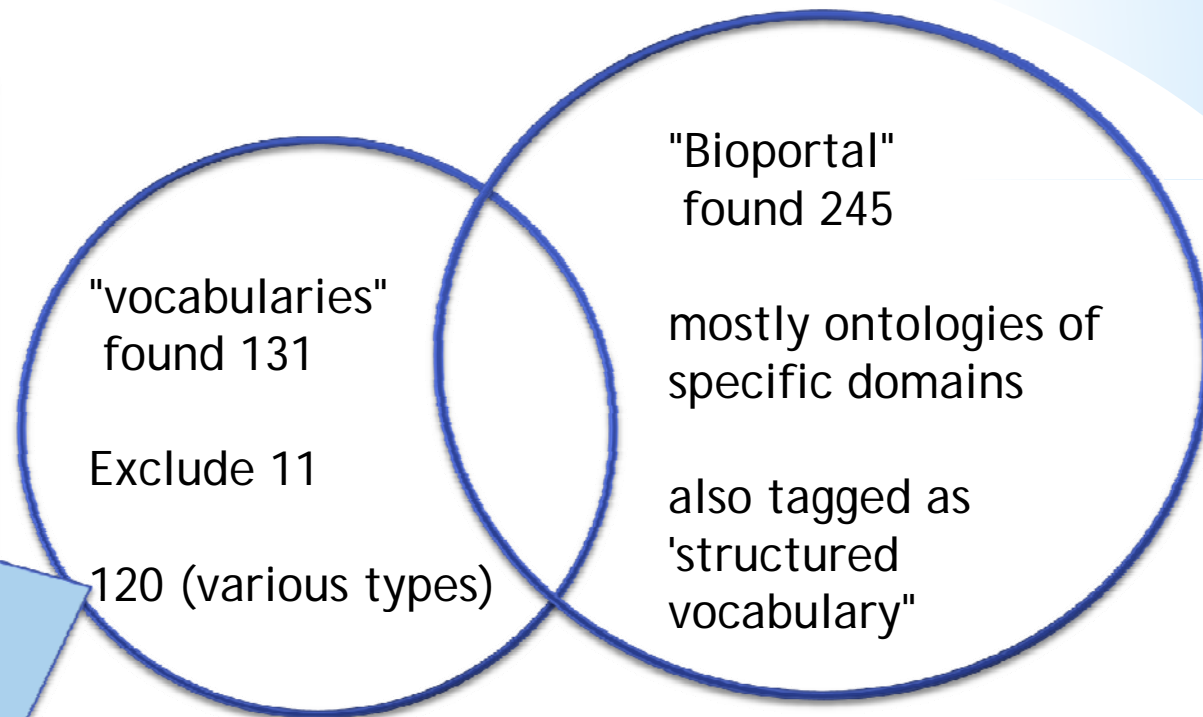 "vocabularies"
found 131
Exclude 11
120 (various types)
"Bioportal"
found 245
mostly ontologies of
specific domains
also tagged as
'structured
vocabulary"